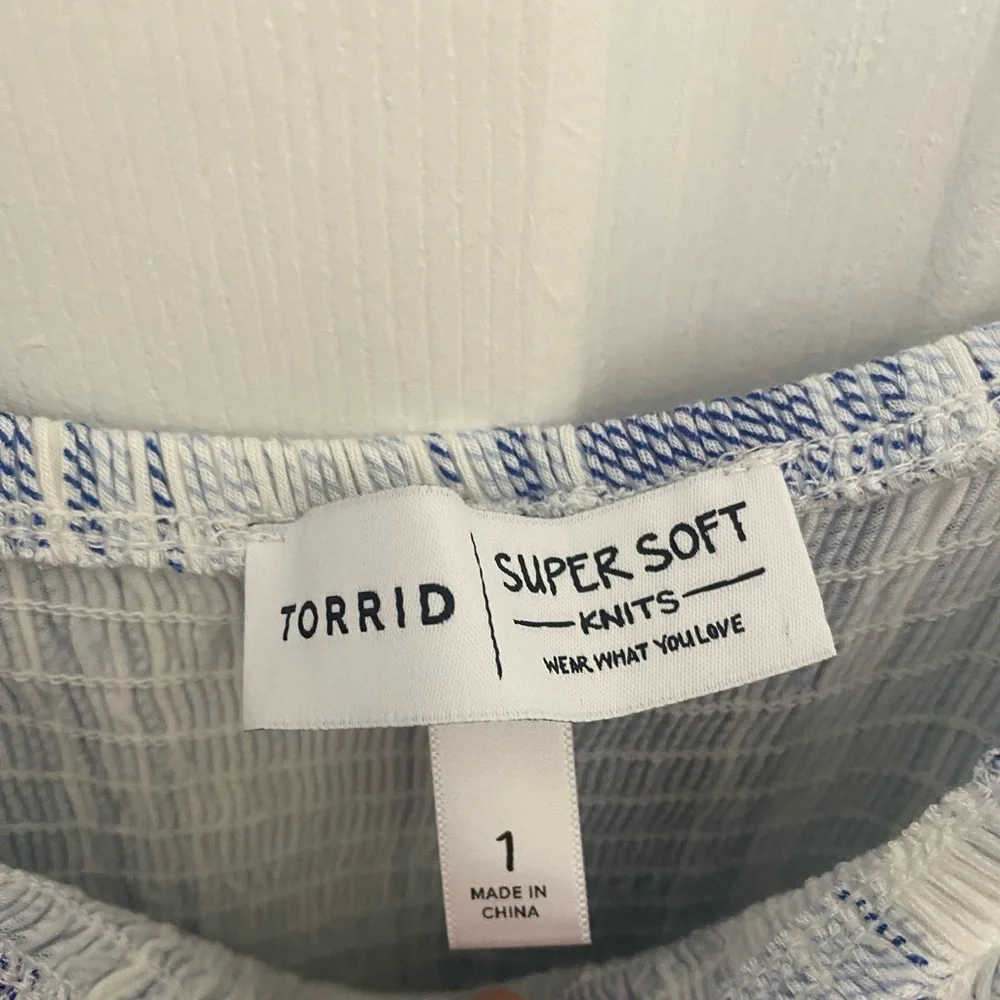 TORRID
SUPER SOFT
KNITS
WEAR WHAT YOU LOVE
1
MADE IN
CHINA